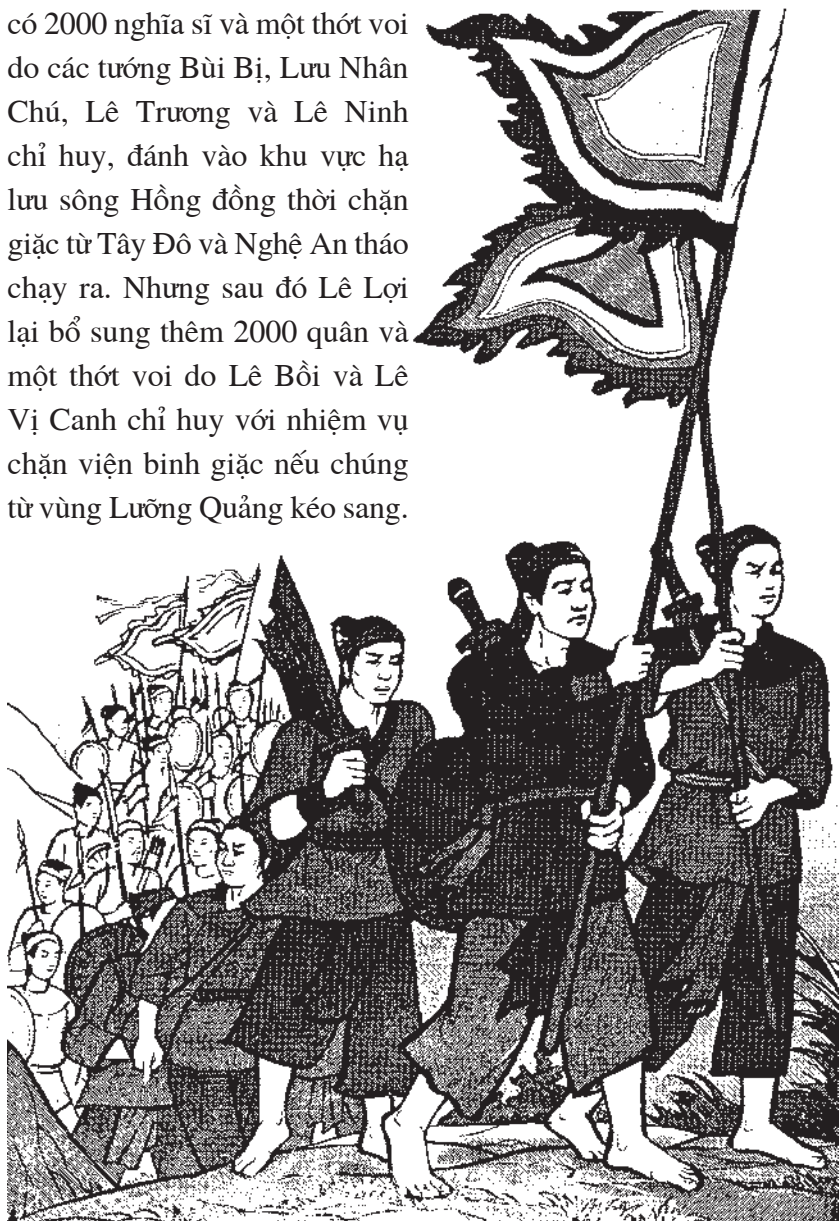 có 2000 nghĩa sĩ và một thớt voi
do các tướng Bùi Bị, Lưu Nhân
Chú, Lê Trương và Lê Ninh
chỉ huy, đánh vào khu vực hạ
lưu sông Hồng đồng thời chặn
giặc từ Tây Đô và Nghệ An tháo
chạy ra. Nhưng sau đó Lê Lợi
lại bổ sung thêm 2000 quân và
một thớt voi do Lê Bồi và Lê
Vị Canh chỉ huy với nhiệm vụ
chặn viện binh giặc nếu chúng
từ vùng Lưỡng Quảng kéo sang.